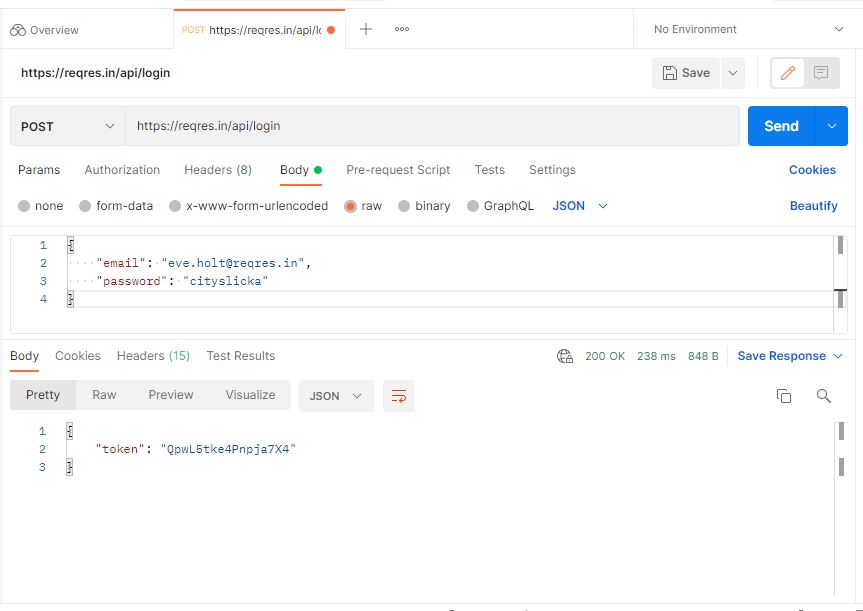 Overview
POST https://reqres.in/api/lo
No Environment
https://reqres.in/api/login
Save
POST https://reqres.in/api/login Send
Params Authorization Headers (8) Body Pre-request Script Tests Settings Cookies
none form-data x-www-form-urlencoded raw binary GraphQL JSON Beautify
1 {
2 "email": "eve.holt@reqres.in",
3 "password": "cityslicka"
4 }
Body Cookies Headers (15) Test Results 200 OK 238 ms 848 B Save Response
Pretty Raw Preview Visualize JSON
1 {
2 "token": "QpwL5tke4Pnpja7X4"
3 }